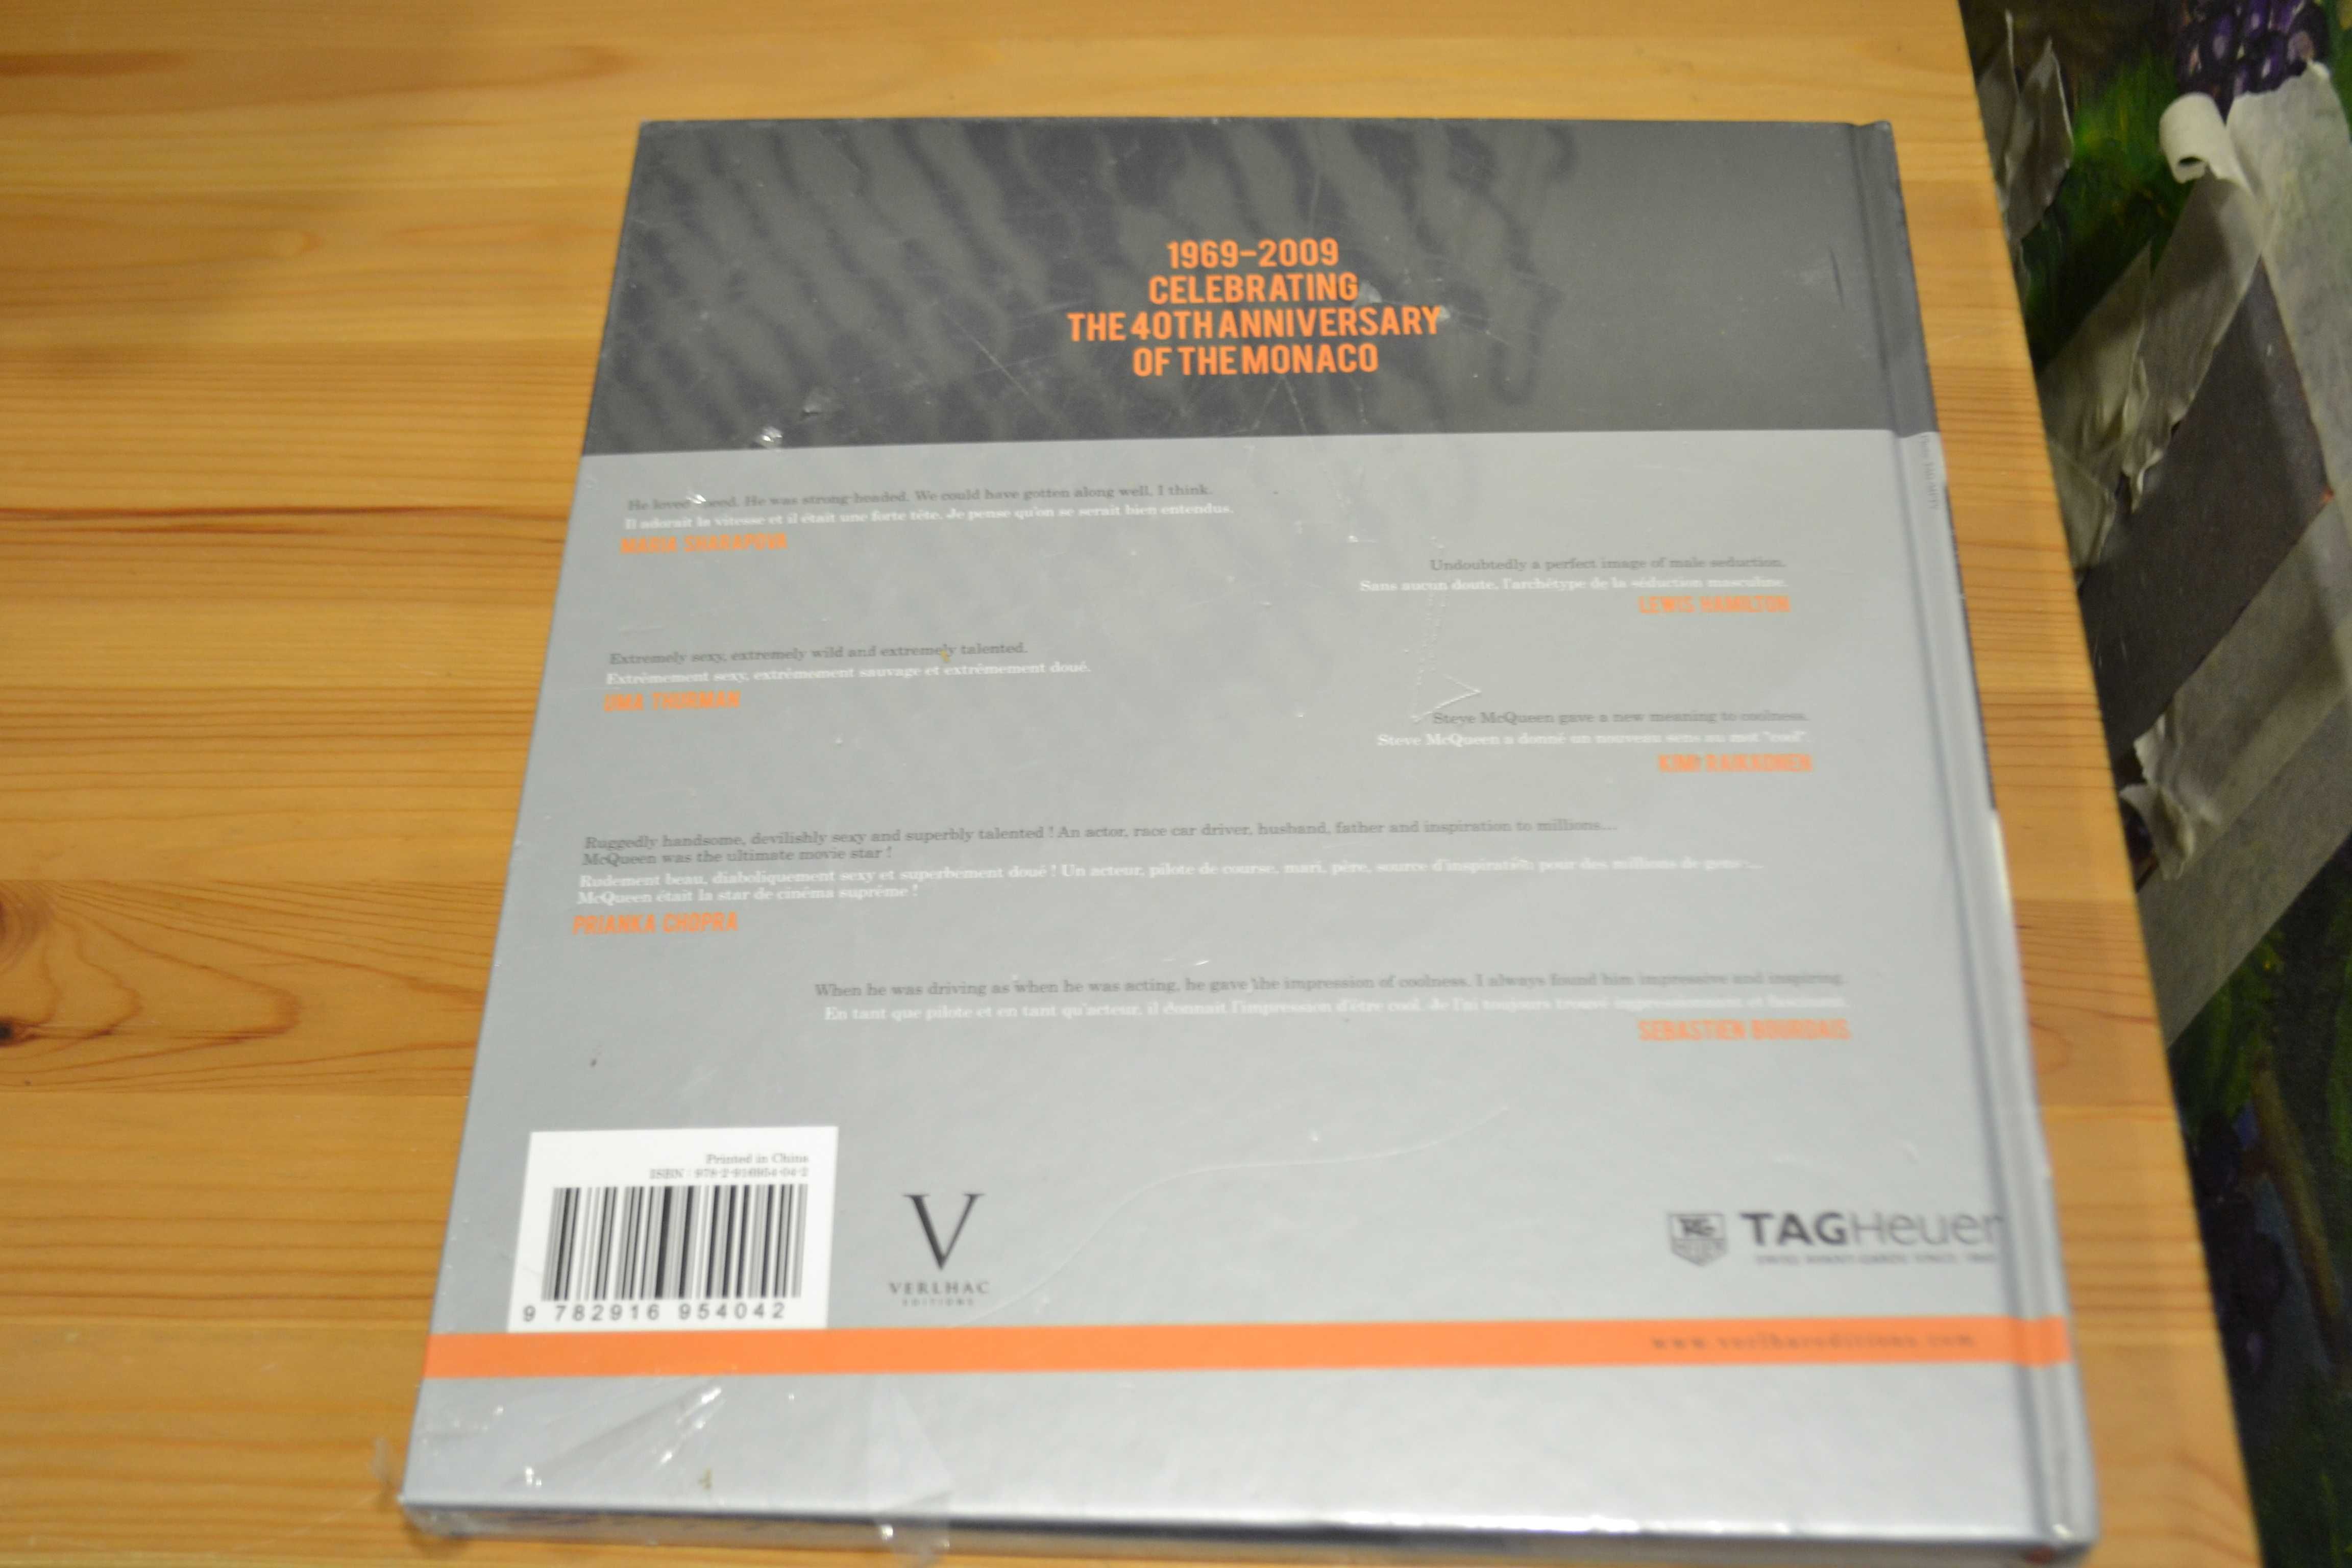 1969-2009
CELEBRATING
THE 40TH ANNIVERSARY
OF THE MONACO
He loved speed. He was strong-headed. We could have gotten along well, I think.
Il adorait la vitesse et il était une forte tête. Je pense qu'on se serait bien entendus.
MARIA SHARAPOVA
Undoubtedly a perfect image of male seduction.
Sans aucun doute, l'archétype de la séduction masculine.
LEWIS HAMILTON
Extremely sexy, extremely wild and extremely talented.
Extrêmement sexy, extrêmement sauvage et extrêmement doué.
UMA THURMAN
Steve McQueen gave a new meaning to coolness.
Steve McQueen a donné un nouveau sens au mot "cool".
KIMI RAIKKONEN
Ruggedly handsome, devilishly sexy and superbly talented ! An actor, race car driver, husband, father and inspiration to millions...
McQueen was the ultimate movie star !
Rudement beau, diaboliquement sexy et superbement doué ! Un acteur, pilote de course, mari, père, source d'inspiration pour des millions de gens ...
McQueen était la star de cinéma suprême !
PRIANKA CHOPRA
When he was driving as when he was acting, he gave the impression of coolness. I always found him impressive and inspiring.
En tant que pilote et en tant qu'acteur, il donnait l'impression d'être cool. Je l'ai toujours trouvé impressionnant et fascinant.
SEBASTIEN BOURDAIS
Printed in China
ISBN : 978-2-916954-04-2
9 782916 954042
V
VERLHAC
EDITIONS
TAG Heuer
SWISS AVANT-GARDE SINCE 1860
www.verlhaceditions.com